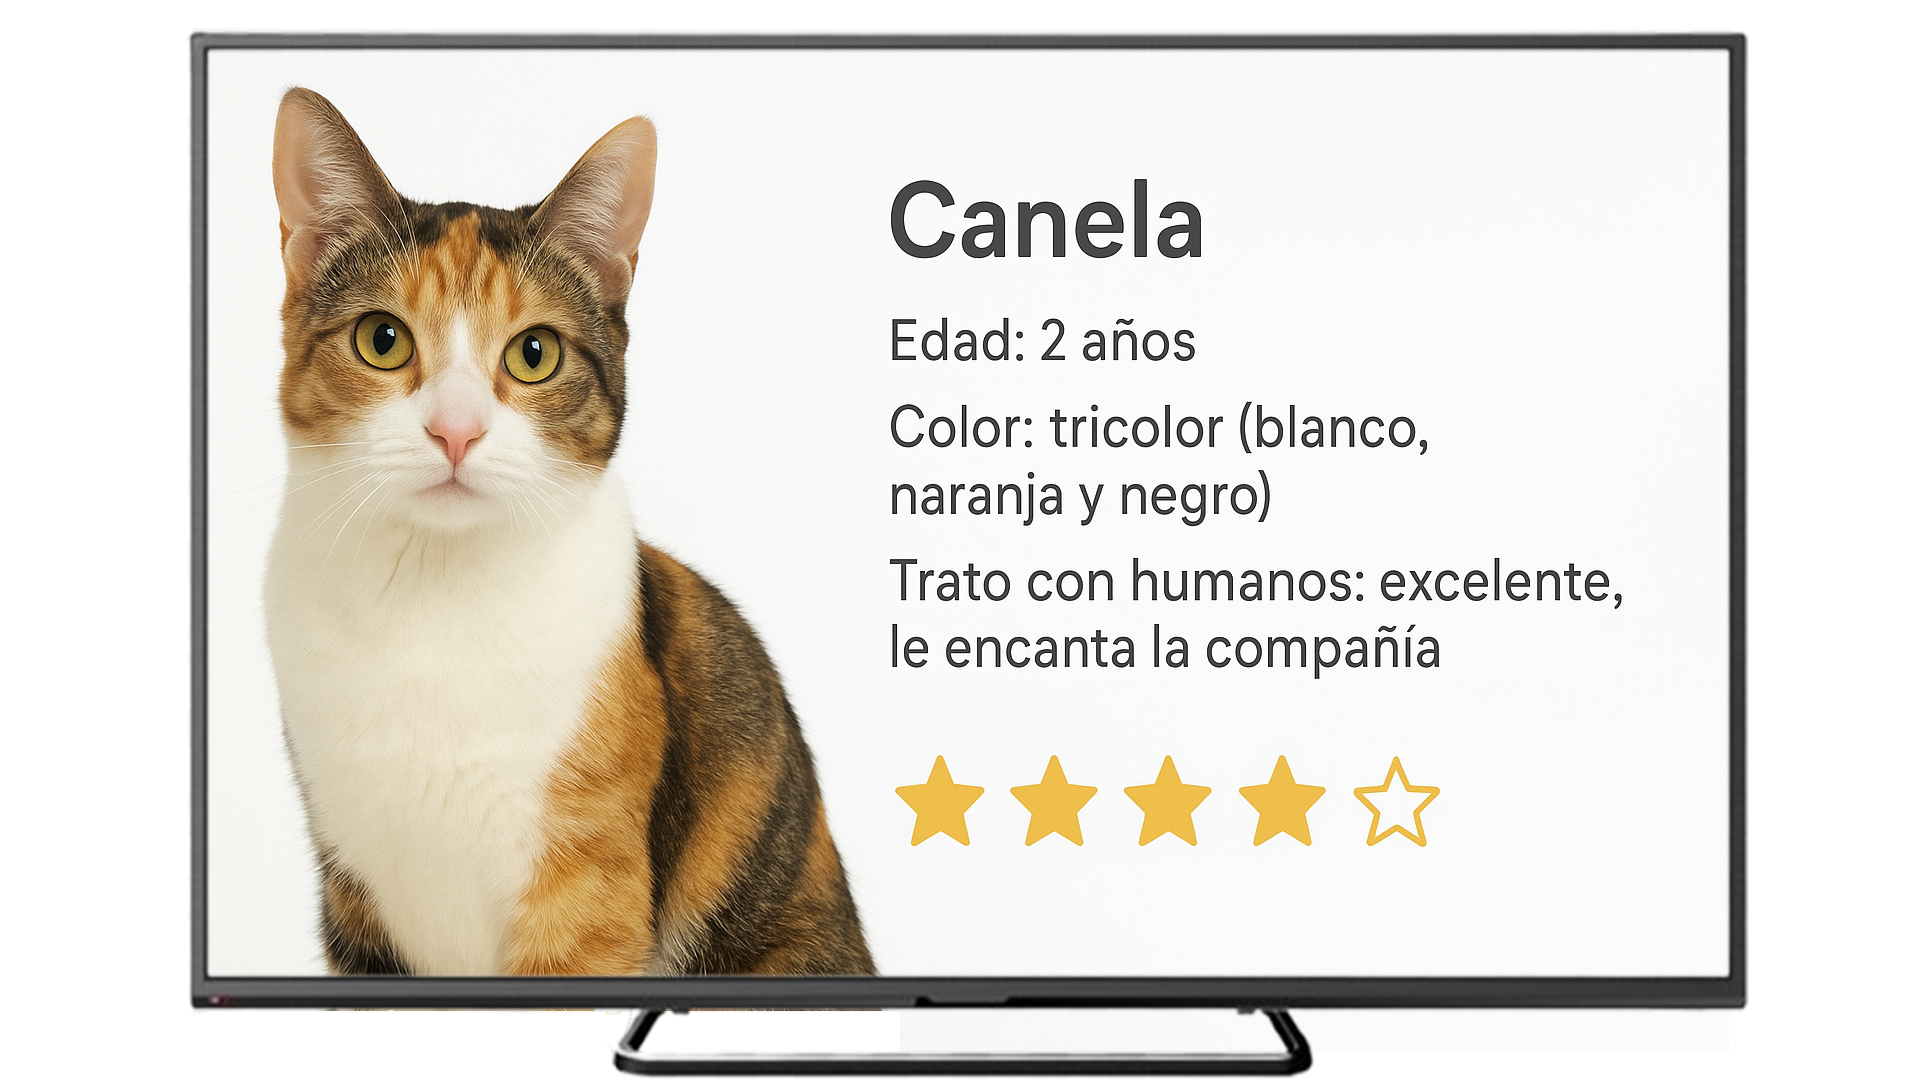 Canela
Edad: 2 años
Color: tricolor (blanco,
naranja y negro)
Trato con humanos: excelente,
le encanta la compañía